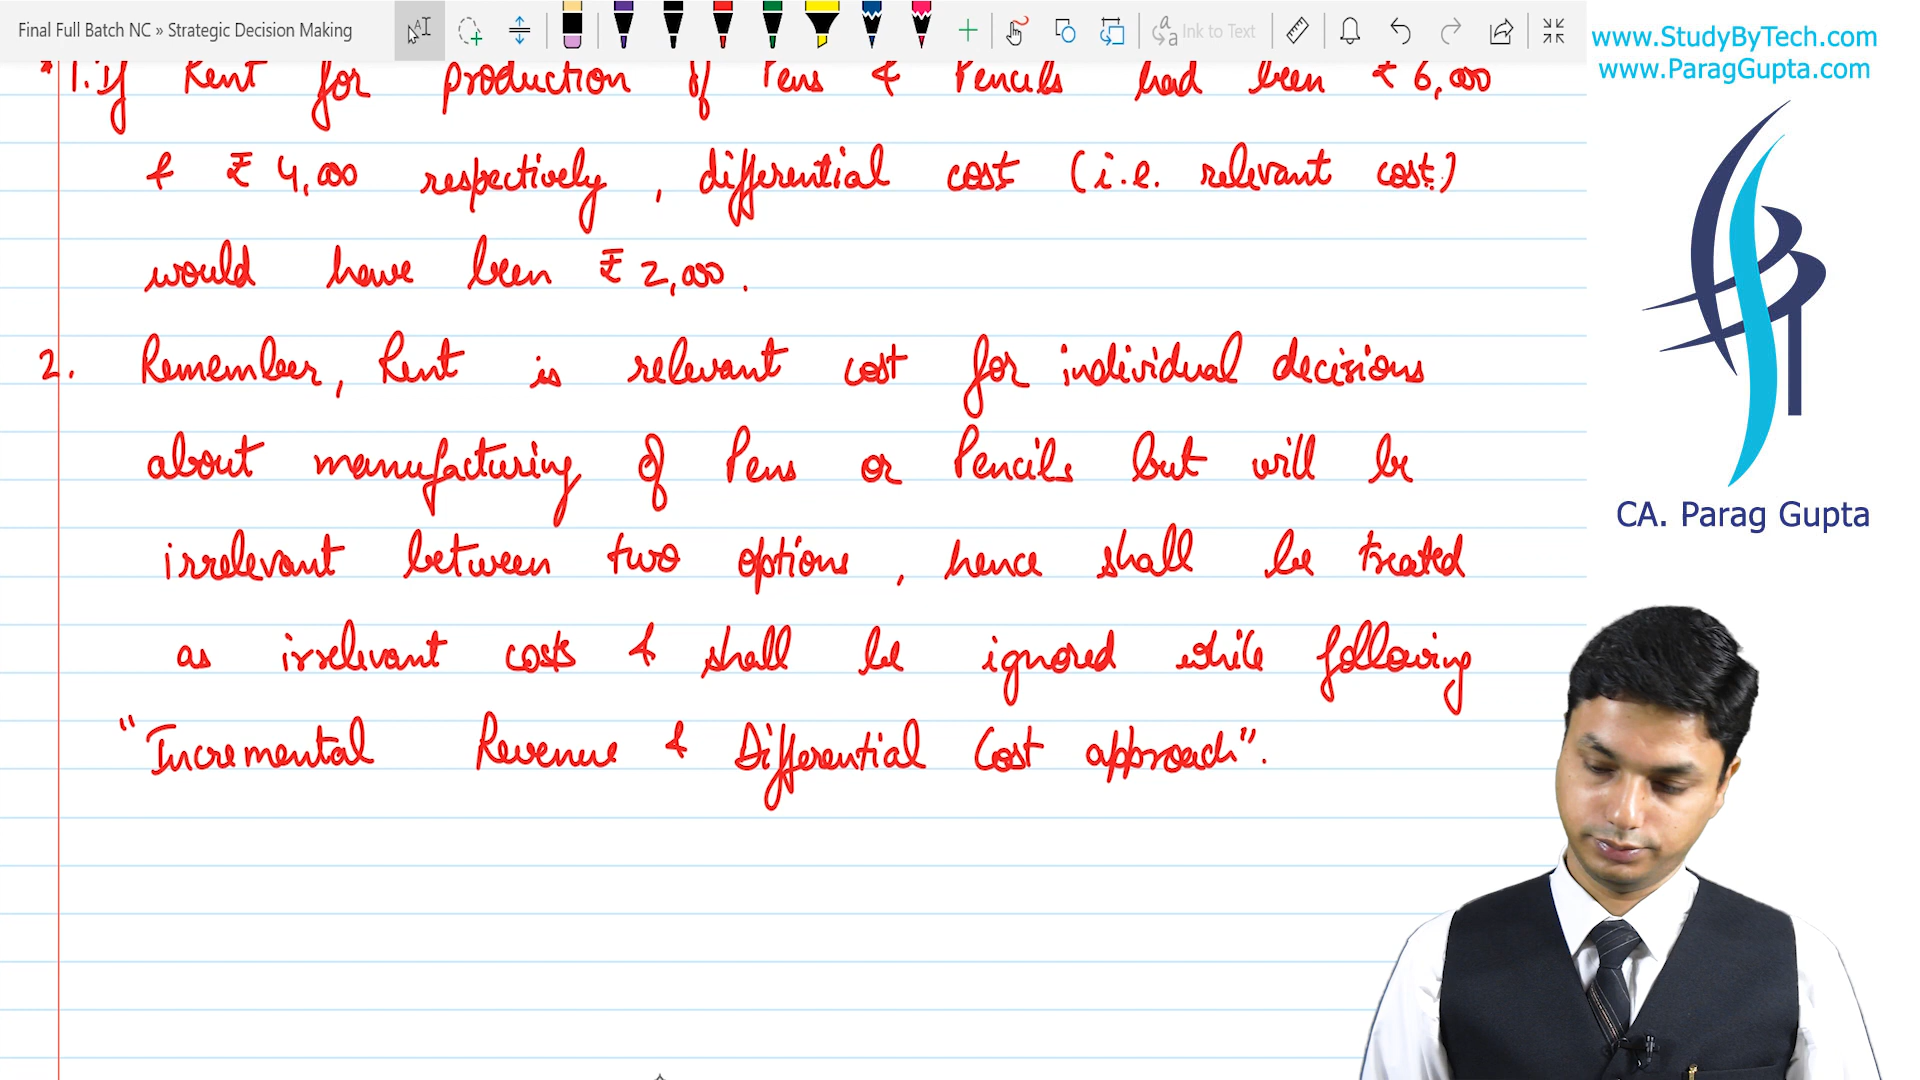 Final Full Batch NC » Strategic Decision Making
Ink to Text
www.StudyByTech.com
www.ParagGupta.com
* 1. If Rent for production of Pens & Pencils had been ₹ 6,000
& ₹ 4,000 respectively, differential cost (i.e. relevant cost)
would have been ₹ 2,000.
2. Remember, Rent is relevant cost for individual decisions
about manufacturing of Pens or Pencils but will be
irrelevant between two options, hence shall be treated
as irrelevant costs & shall be ignored while following
"Incremental Revenue & Differential Cost approach".
CA. Parag Gupta